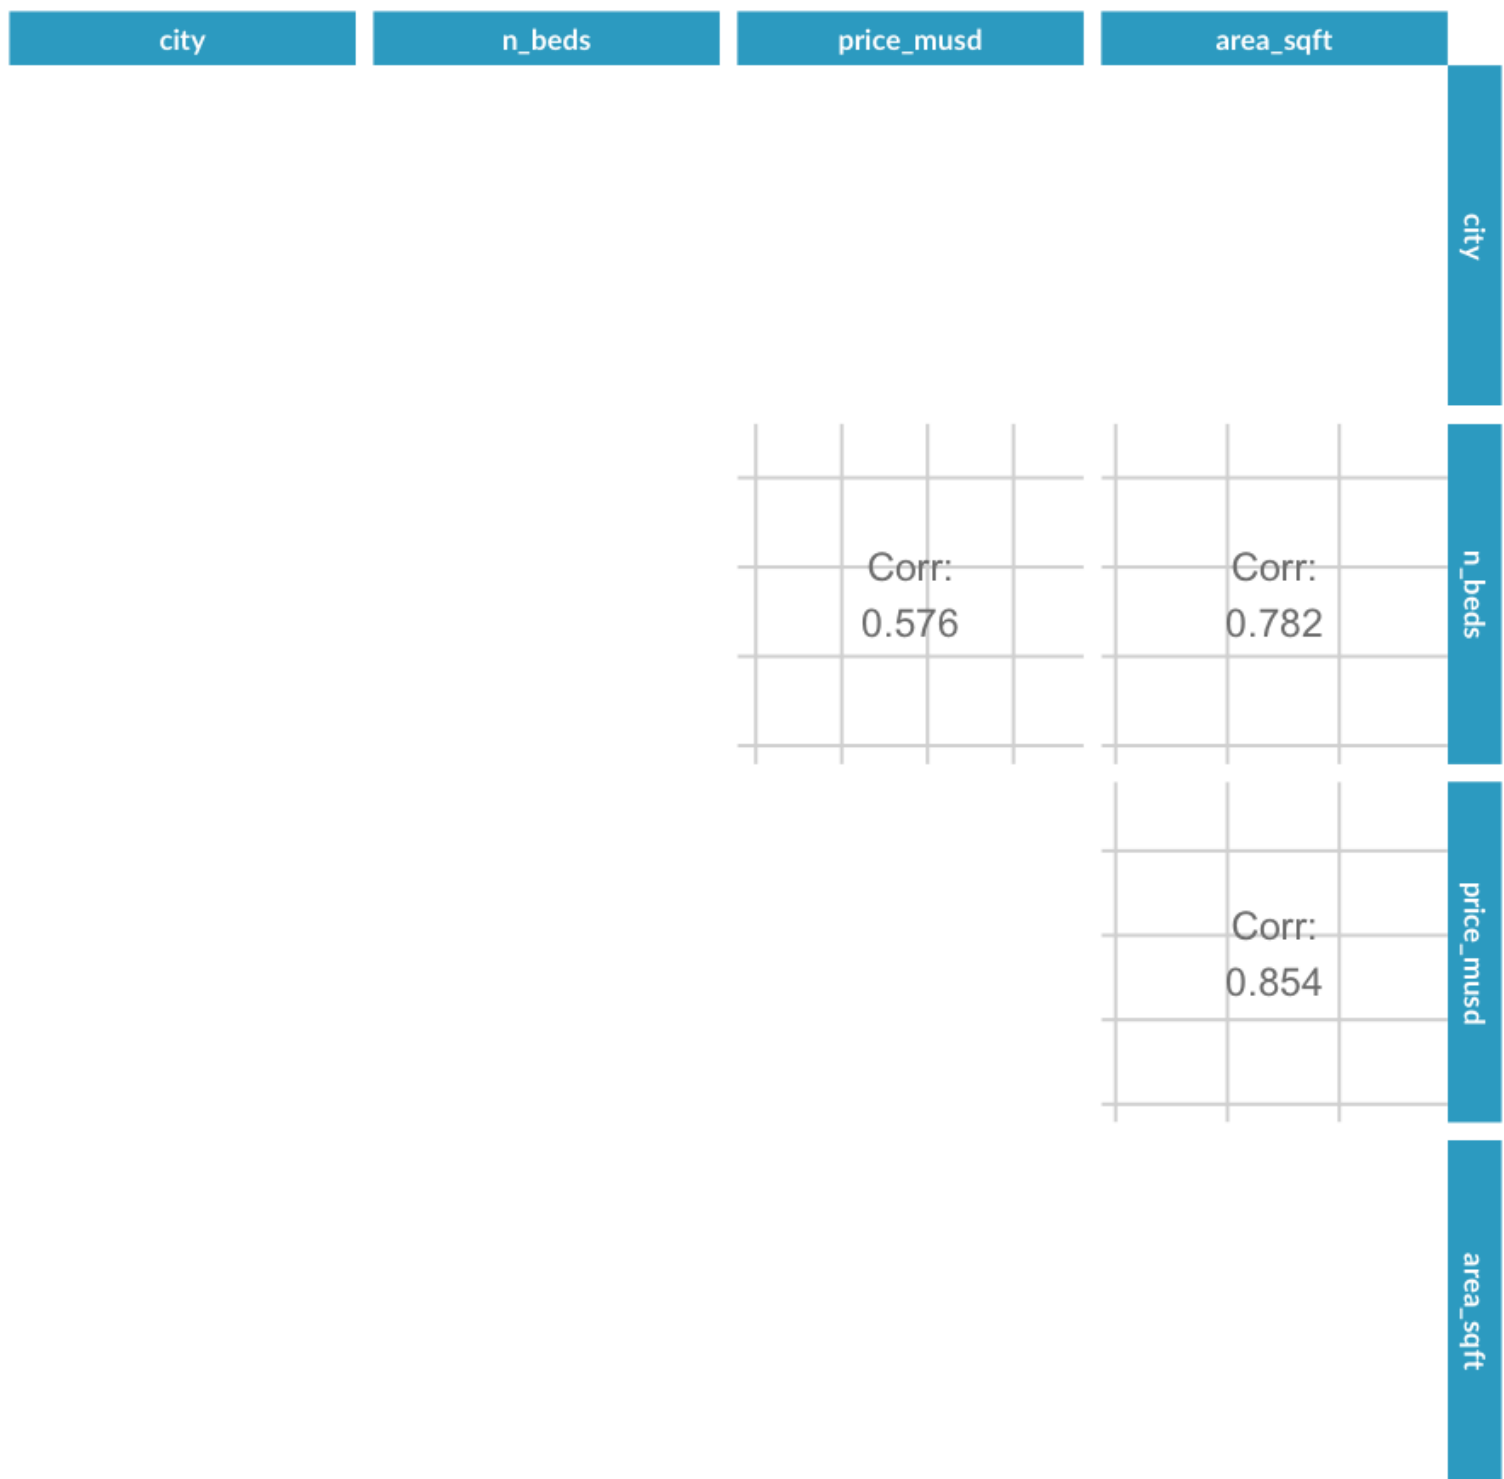 city
n_beds
price_musd
area_sqft
city
Corr:
0.576
Corr:
0.782
n_beds
Corr:
0.854
price_musd
area_sqft